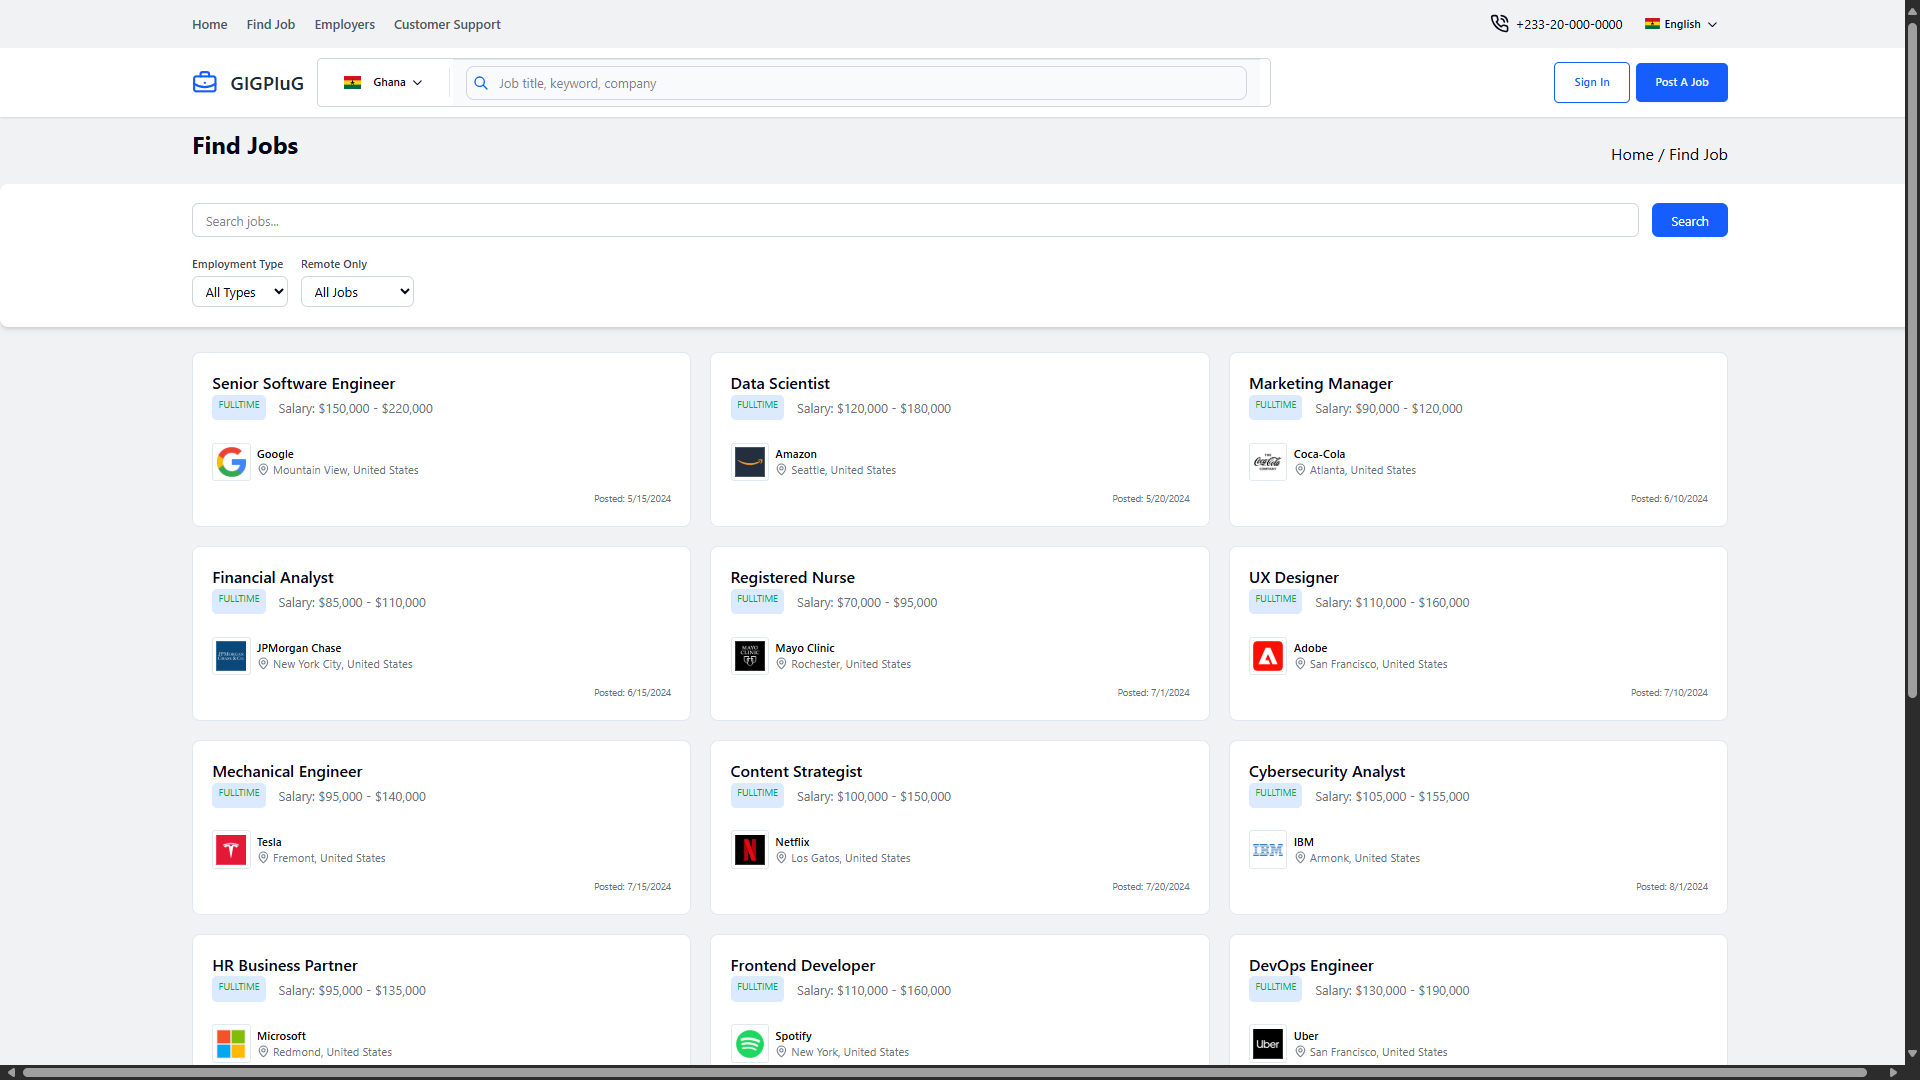 Home Find Job Employers Customer Support +233-20-000-0000 English
GIGPluG Ghana Job title, keyword, company Sign In Post A Job
Find Jobs
Home / Find Job
Search jobs... Search
Employment Type Remote Only
All Types All Jobs
Senior Software Engineer
FULLTIME Salary: $150,000 - $220,000
Google
Mountain View, United States
Posted: 5/15/2024
Data Scientist
FULLTIME Salary: $120,000 - $180,000
Amazon
Seattle, United States
Posted: 5/20/2024
Marketing Manager
FULLTIME Salary: $90,000 - $120,000
THE
Coca-Cola
COMPANY
Coca-Cola
Atlanta, United States
Posted: 6/10/2024
Financial Analyst
FULLTIME Salary: $85,000 - $110,000
JPMORGAN
CHASE & CO.
JPMorgan Chase
New York City, United States
Posted: 6/15/2024
Registered Nurse
FULLTIME Salary: $70,000 - $95,000
MAYO
CLINIC
Mayo Clinic
Rochester, United States
Posted: 7/1/2024
UX Designer
FULLTIME Salary: $110,000 - $160,000
Adobe
San Francisco, United States
Posted: 7/10/2024
Mechanical Engineer
FULLTIME Salary: $95,000 - $140,000
Tesla
Fremont, United States
Posted: 7/15/2024
Content Strategist
FULLTIME Salary: $100,000 - $150,000
Netflix
Los Gatos, United States
Posted: 7/20/2024
Cybersecurity Analyst
FULLTIME Salary: $105,000 - $155,000
IBM
IBM
Armonk, United States
Posted: 8/1/2024
HR Business Partner
FULLTIME Salary: $95,000 - $135,000
Microsoft
Redmond, United States
Frontend Developer
FULLTIME Salary: $110,000 - $160,000
Spotify
New York, United States
DevOps Engineer
FULLTIME Salary: $130,000 - $190,000
Uber
Uber
San Francisco, United States